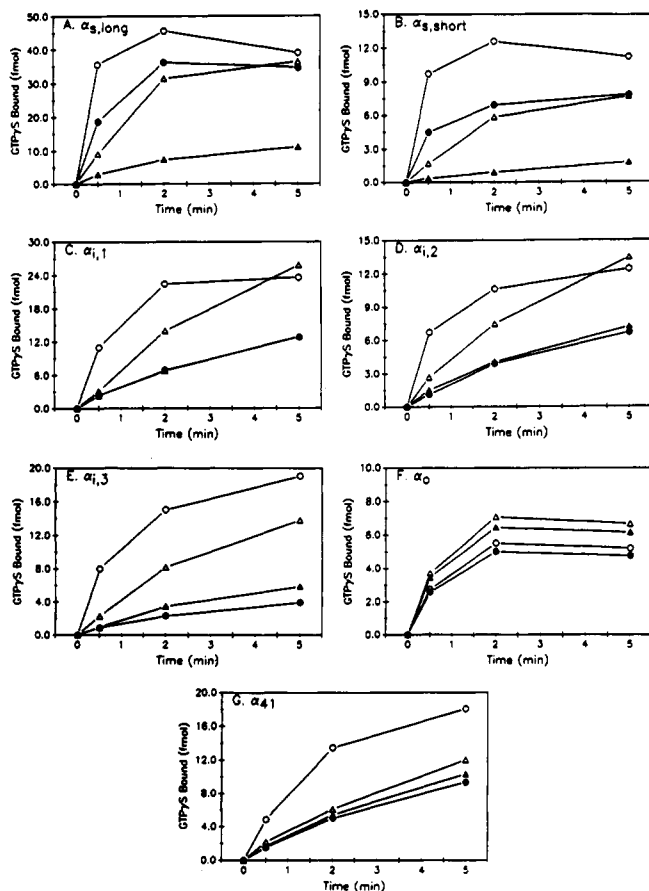 A. αs,long
50.0
40.0
30.0
20.0
10.0
0.0
GTPγS Bound (fmol)
0 1 2 3 4 5
Time (min)
B. αs,short
15.0
12.0
9.0
6.0
3.0
0.0
GTPγS Bound (fmol)
0 1 2 3 4 5
Time (min)
C. αi,1
30.0
24.0
18.0
12.0
6.0
0.0
GTPγS Bound (fmol)
0 1 2 3 4 5
Time (min)
D. αi,2
15.0
12.0
9.0
6.0
3.0
0.0
GTPγS Bound (fmol)
0 1 2 3 4 5
Time (min)
E. αi,3
20.0
16.0
12.0
8.0
4.0
0.0
GTPγS Bound (fmol)
0 1 2 3 4 5
Time (min)
F. αo
10.0
8.0
6.0
4.0
2.0
0.0
GTPγS Bound (fmol)
0 1 2 3 4 5
Time (min)
G. α41
20.0
16.0
12.0
8.0
4.0
0.0
GTPγS Bound (fmol)
0 1 2 3 4 5
Time (min)